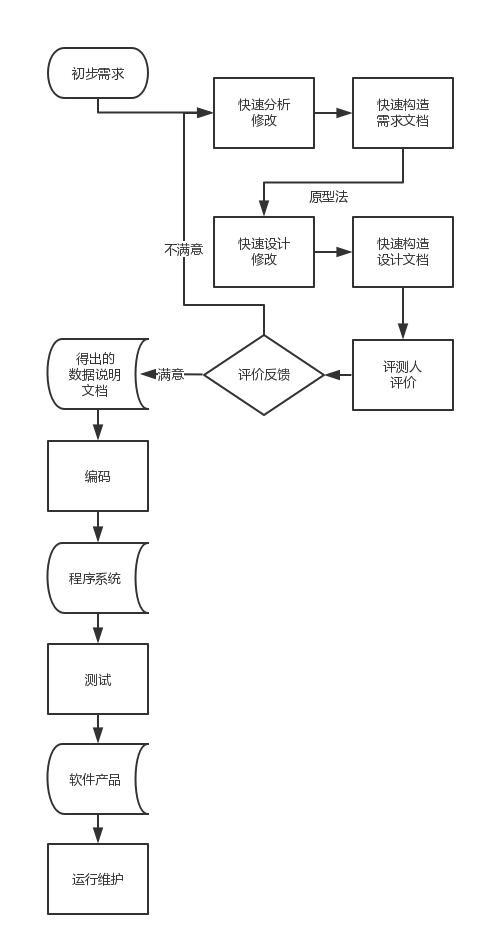 初步需求
快速分析
修改
快速构造
需求文档
原型法
快速设计
修改
快速构造
设计文档
不满意
得出的
数据说明
文档
满意
评价反馈
评测人
评价
编码
程序系统
测试
软件产品
运行维护